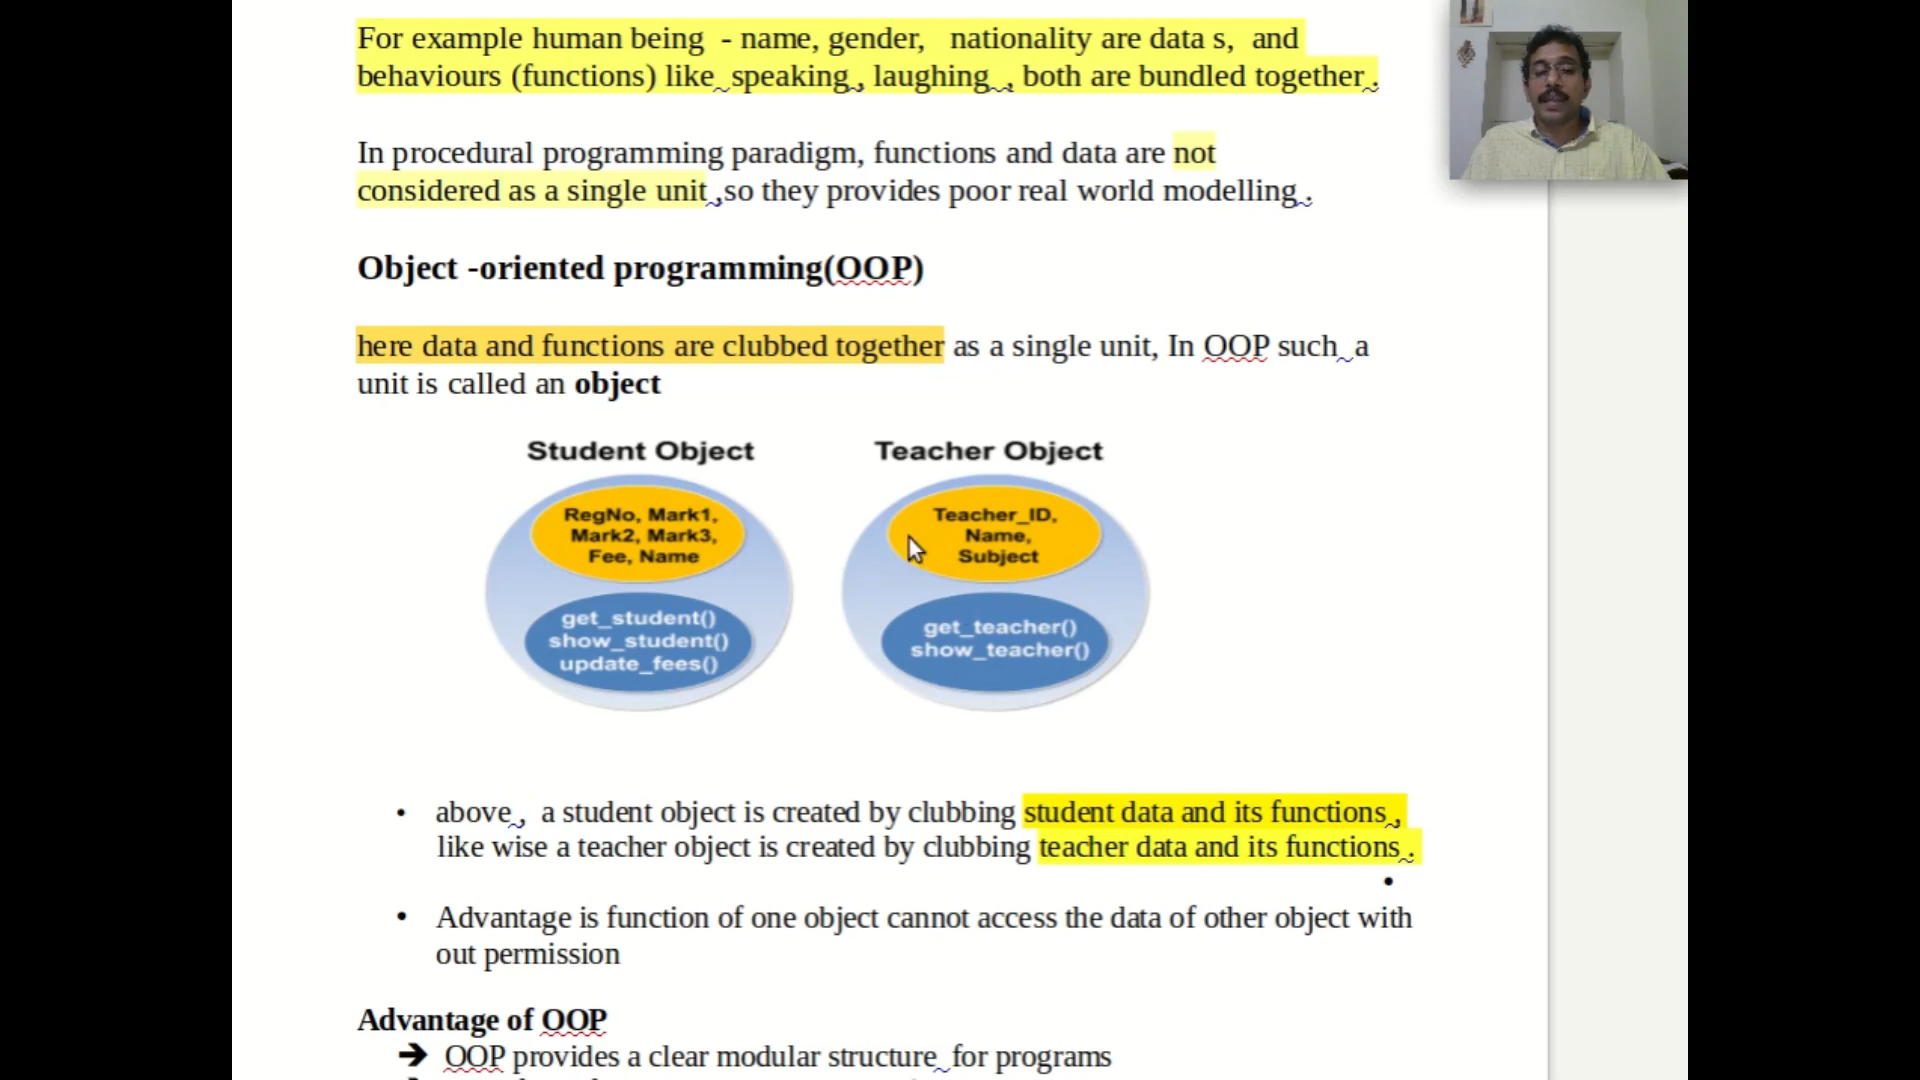 For example human being - name, gender, nationality are data s, and
behaviours (functions) like speaking , laughing , both are bundled together .
In procedural programming paradigm, functions and data are not
considered as a single unit ,so they provides poor real world modelling .
Object -oriented programming(OOP)
here data and functions are clubbed together as a single unit, In OOP such a
unit is called an object
Student Object
RegNo, Mark1,
Mark2, Mark3,
Fee, Name
get_student()
show_student()
update_fees()
Teacher Object
Teacher_ID,
Name,
Subject
get_teacher()
show_teacher()
• above , a student object is created by clubbing student data and its functions ,
like wise a teacher object is created by clubbing teacher data and its functions .
•
• Advantage is function of one object cannot access the data of other object with
out permission
Advantage of OOP
➔ OOP provides a clear modular structure for programs